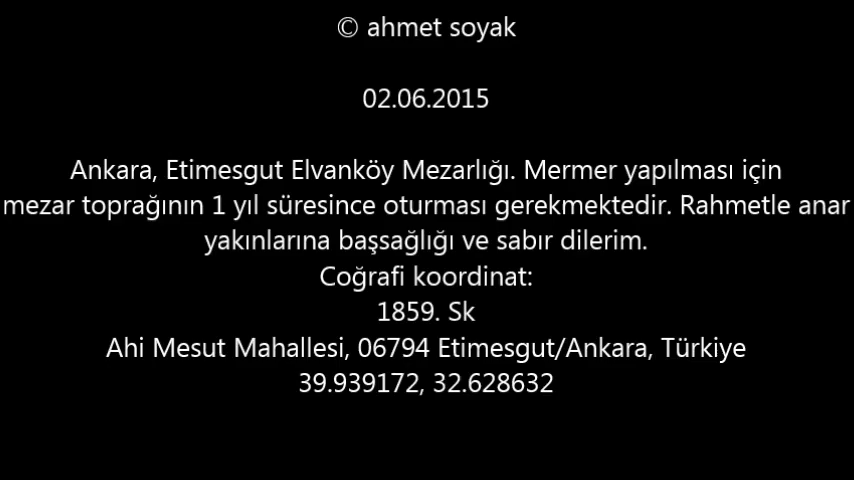 © ahmet soyak
02.06.2015
Ankara, Etimesgut Elvanköy Mezarlığı. Mermer yapılması için
mezar toprağının 1 yıl süresince oturması gerekmektedir. Rahmetle anar
yakınlarına başsağlığı ve sabır dilerim.
Coğrafi koordinat:
1859. Sk
Ahi Mesut Mahallesi, 06794 Etimesgut/Ankara, Türkiye
39.939172, 32.628632